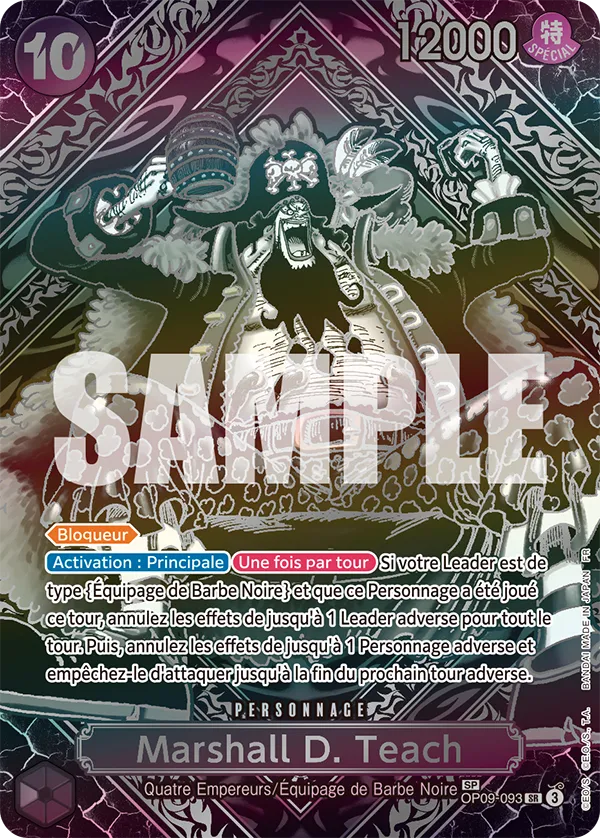 10
12000
特
SPÉCIAL
SAMPLE
Bloqueur
Activation : Principale Une fois par tour Si votre Leader est de
type {Équipage de Barbe Noire} et que ce Personnage a été joué
ce tour, annulez les effets de jusqu'à 1 Leader adverse pour tout le
tour. Puis, annulez les effets de jusqu'à 1 Personnage adverse et
empêchez-le d'attaquer jusqu'à la fin du prochain tour adverse.
PERSONNAGE
Marshall D. Teach
Quatre Empereurs/Équipage de Barbe Noire
SP
OP09-093 SR 3
©EO/S. ©E.O./S., T.A. BANDAI MADE IN JAPAN FR